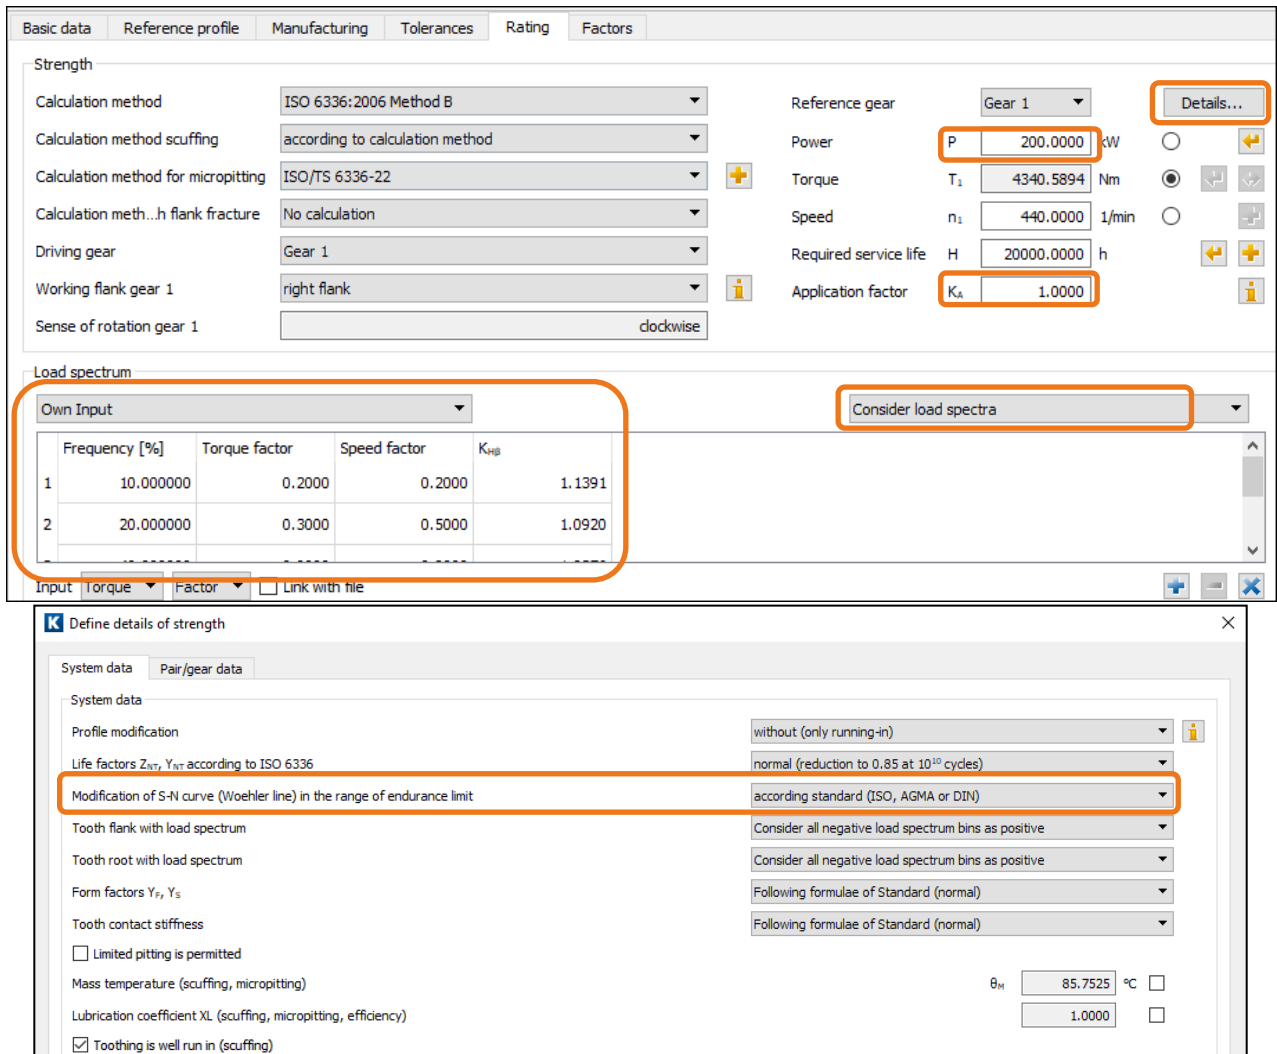 Basic data Reference profile Manufacturing Tolerances Rating Factors
Strength
Calculation method ISO 6336:2006 Method B Reference gear Gear 1 Details...
Calculation method scuffing according to calculation method Power P 200.0000 kW
Calculation method for micropitting ISO/TS 6336-22 Torque T₁ 4340.5894 Nm
Calculation meth...h flank fracture No calculation Speed n₁ 440.0000 1/min
Driving gear Gear 1 Required service life H 20000.0000 h
Working flank gear 1 right flank Application factor K_A 1.0000
Sense of rotation gear 1 clockwise
Load spectrum
Own Input Consider load spectra
Frequency [%] Torque factor Speed factor K_Hβ
1 10.000000 0.2000 0.2000 1.1391
2 20.000000 0.3000 0.5000 1.0920
Input Torque Factor Link with file
K Define details of strength
System data Pair/gear data
System data
Profile modification without (only running-in)
Life factors Z_NT, Y_NT according to ISO 6336 normal (reduction to 0.85 at 10¹⁰ cycles)
Modification of S-N curve (Woehler line) in the range of endurance limit according standard (ISO, AGMA or DIN)
Tooth flank with load spectrum Consider all negative load spectrum bins as positive
Tooth root with load spectrum Consider all negative load spectrum bins as positive
Form factors Y_F, Y_S Following formulae of Standard (normal)
Tooth contact stiffness Following formulae of Standard (normal)
Limited pitting is permitted
Mass temperature (scuffing, micropitting) θ_M 85.7525 °C
Lubrication coefficient XL (scuffing, micropitting, efficiency) 1.0000
Toothing is well run in (scuffing)